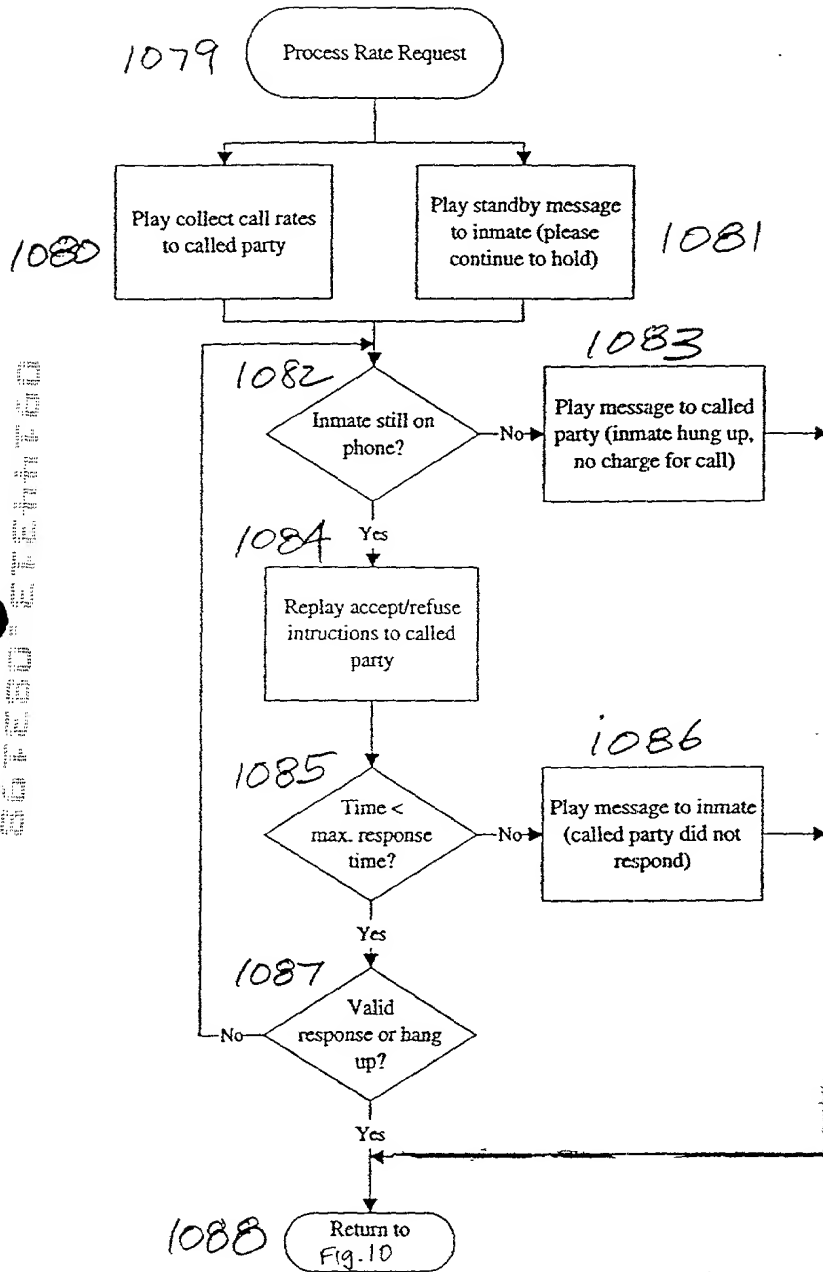 1079
Process Rate Request
1080
Play collect call rates
to called party
Play standby message
to inmate (please
continue to hold)
1081
1082
Inmate still on
phone?
No
1083
Play message to called
party (inmate hung up,
no charge for call)
Yes
1084
Replay accept/refuse
intructions to called
party
1085
Time <
max. response
time?
No
1086
Play message to inmate
(called party did not
respond)
Yes
1087
Valid
response or hang
up?
No
Yes
1088
Return to
Fig.10